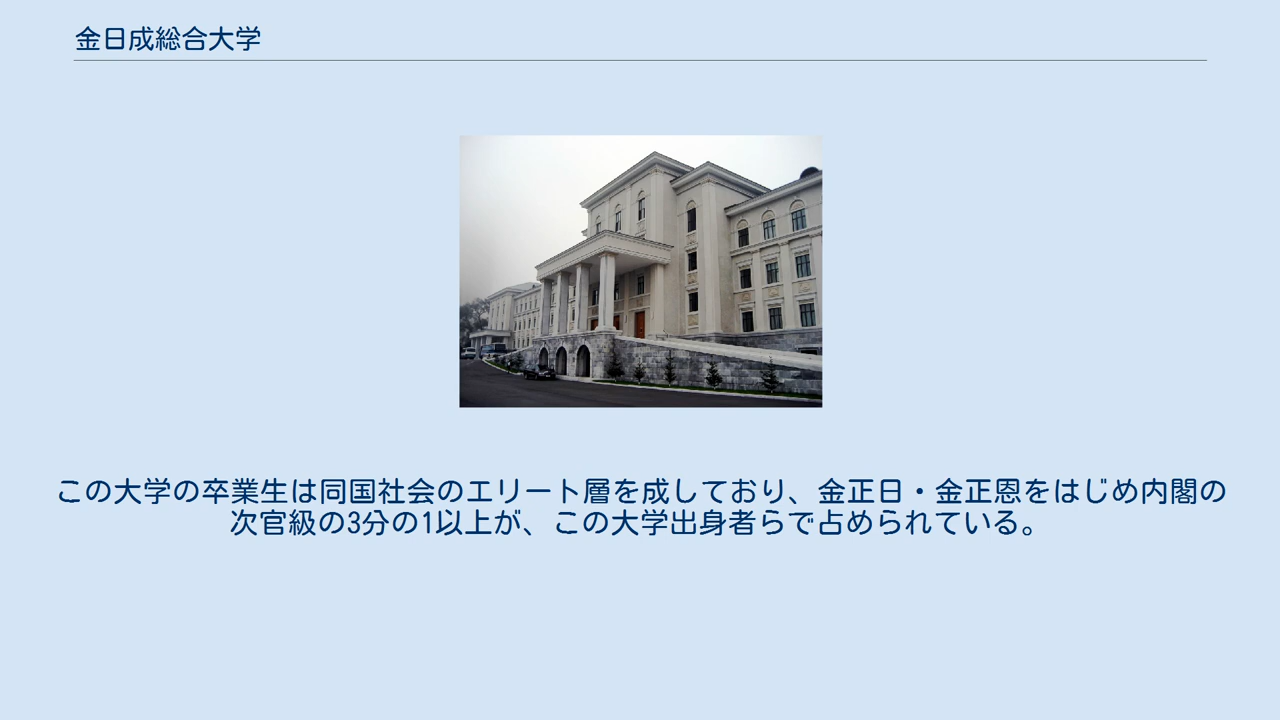 金日成総合大学
この大学の卒業生は同国社会のエリート層を成しており、金正日・金正恩をはじめ内閣の
次官級の3分の1以上が、この大学出身者らで占められている。